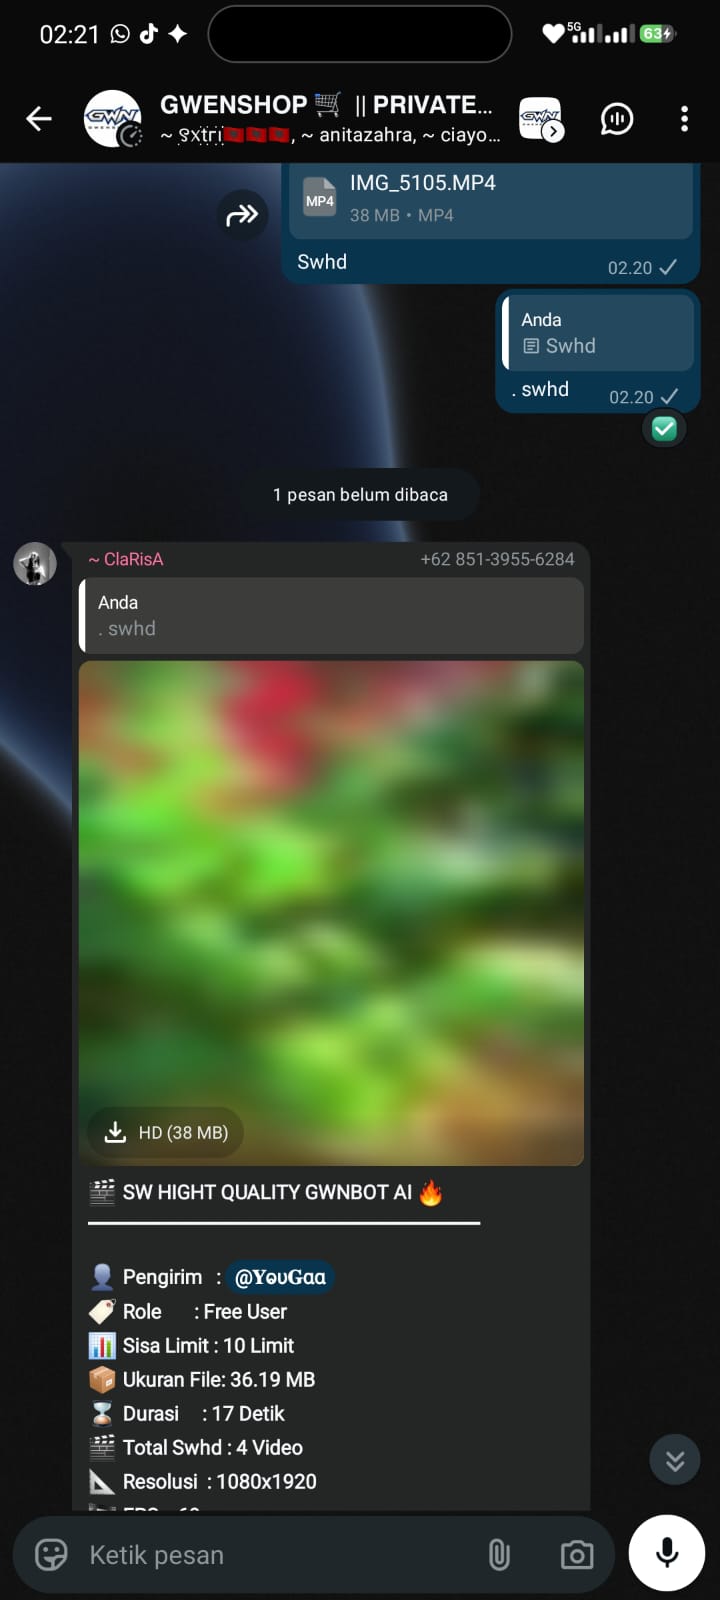 02:21
5G
63
GWENSHOP 🛒 || PRIVATE...
anitazahra, ~ ciayo...
MP4
IMG_5105.MP4
38 MB • MP4
Swhd
02.20
Anda
Swhd
. swhd
02.20
1 pesan belum dibaca
~ ClaRisA +62 851-3955-6284
Anda
. swhd
HD (38 MB)
🎬 SW HIGHT QUALITY GWNBOT AI 🔥
👤 Pengirim : @YouGaa
🏷️ Role : Free User
📊 Sisa Limit : 10 Limit
📦 Ukuran File: 36.19 MB
⏳ Durasi : 17 Detik
🎬 Total Swhd : 4 Video
📐 Resolusi : 1080x1920
Ketik pesan